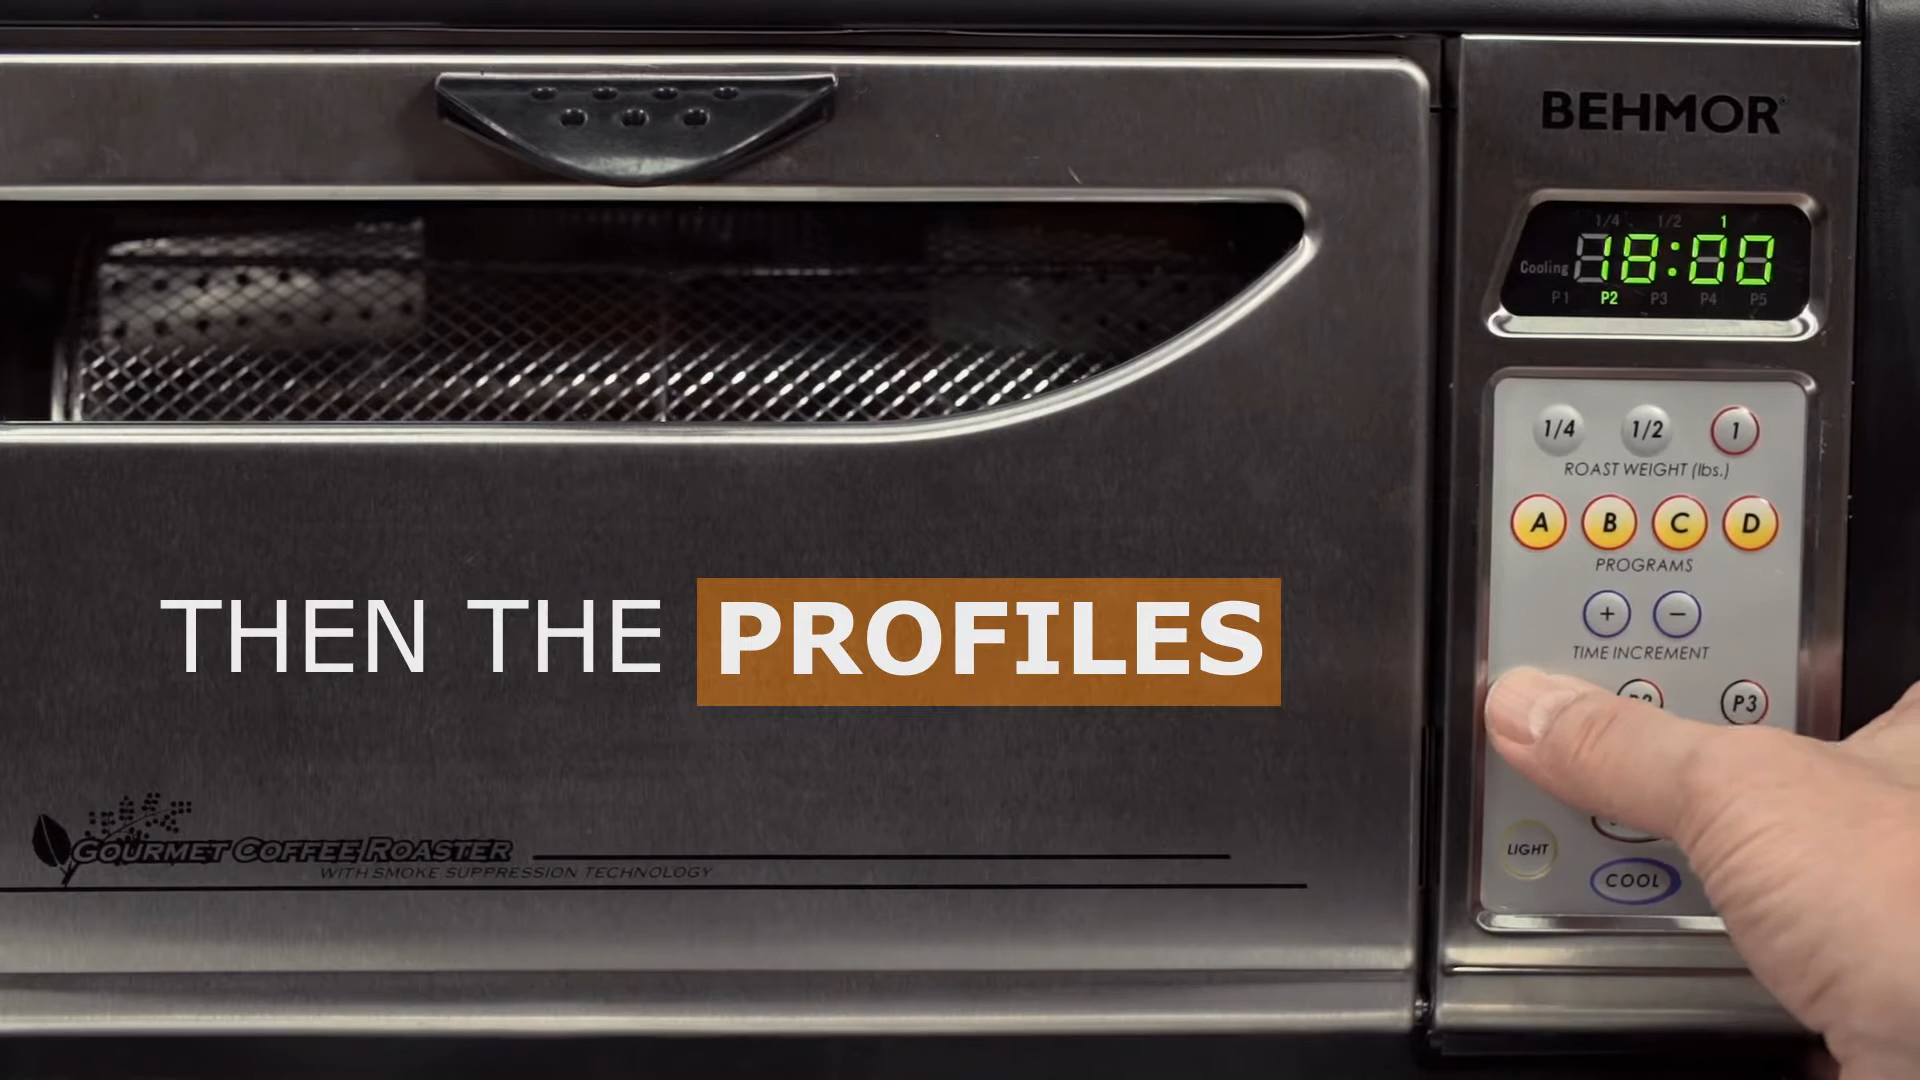 BEHMOR
1/4 1/2 1
Cooling 18:00
P1 P2 P3 P4 P5
1/4 1/2 1
ROAST WEIGHT (lbs.)
A B C D
PROGRAMS
+ −
TIME INCREMENT
THEN THE PROFILES
P2 P3
GOURMET COFFEE ROASTER
WITH SMOKE SUPPRESSION TECHNOLOGY
LIGHT
COOL